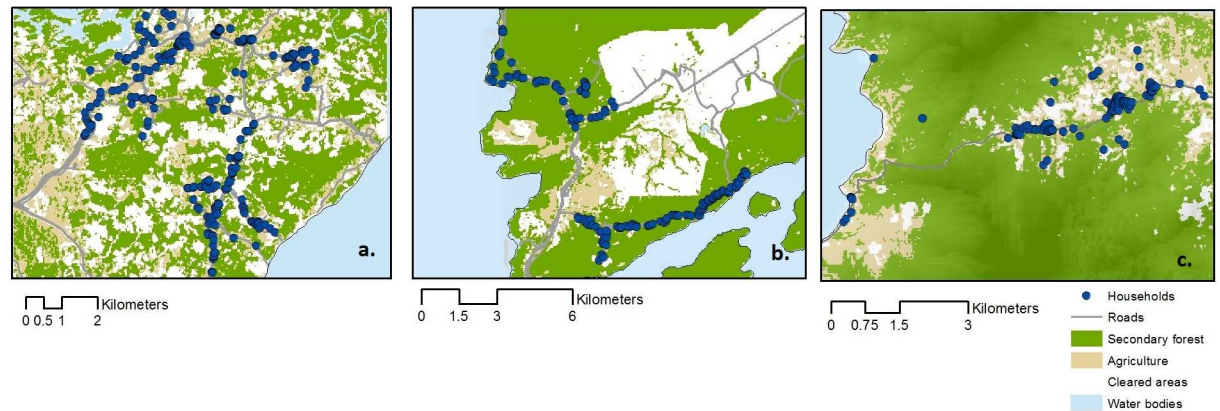 a.
b.
c.
Kilometers
0 0.5 1 2
Kilometers
0 1.5 3 6
Kilometers
0 0.75 1.5 3
Households
Roads
Secondary forest
Agriculture
Cleared areas
Water bodies